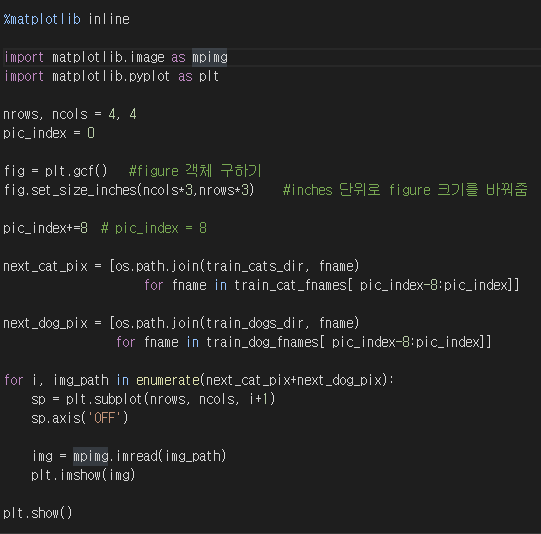 %matplotlib inline
import matplotlib.image as mpimg
import matplotlib.pyplot as plt
nrows, ncols = 4, 4
pic_index = 0
fig = plt.gcf()   #figure 객체 구하기
fig.set_size_inches(ncols*3,nrows*3)    #inches 단위로 figure 크기를 바꿔줌
pic_index+=8  # pic_index = 8
next_cat_pix = [os.path.join(train_cats_dir, fname)
                    for fname in train_cat_fnames[ pic_index-8:pic_index]]
next_dog_pix = [os.path.join(train_dogs_dir, fname)
                for fname in train_dog_fnames[ pic_index-8:pic_index]]
for i, img_path in enumerate(next_cat_pix+next_dog_pix):
    sp = plt.subplot(nrows, ncols, i+1)
    sp.axis('OFF')
    img = mpimg.imread(img_path)
    plt.imshow(img)
plt.show()